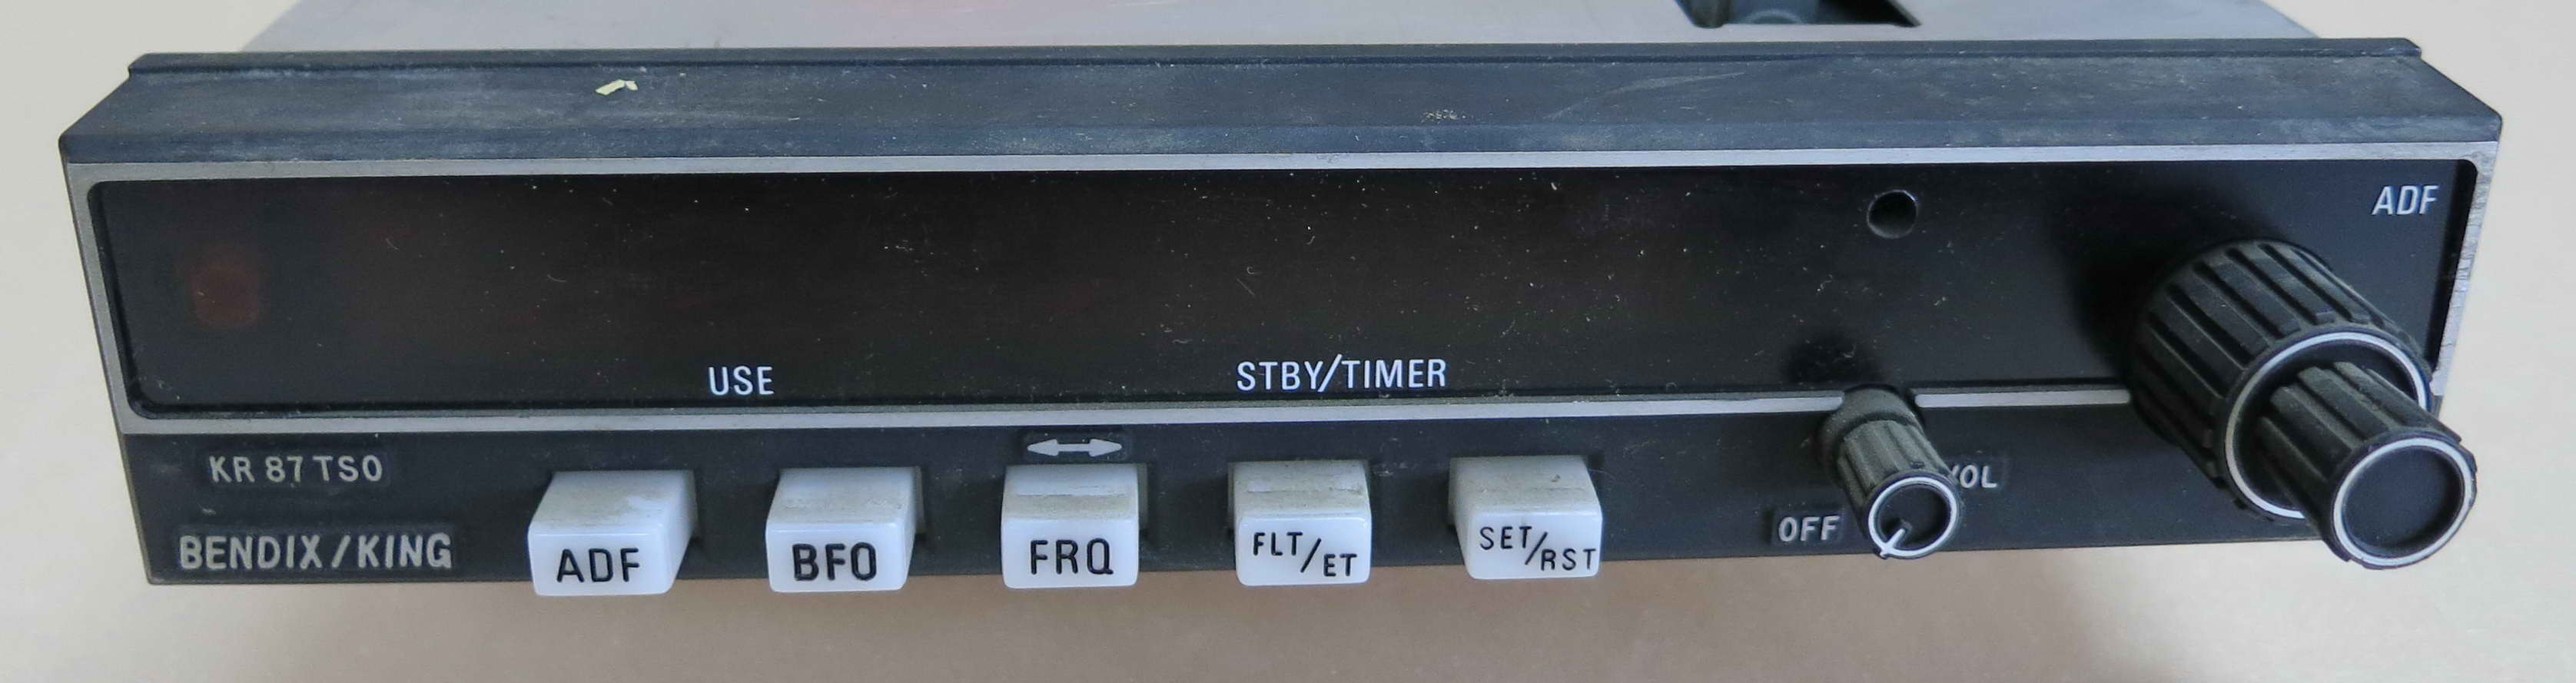 ADF
USE
STBY/TIMER
KR 87 TSO
BENDIX/KING
ADF
BFO
FRQ
FLT/ET
SET/RST
OFF
VOL